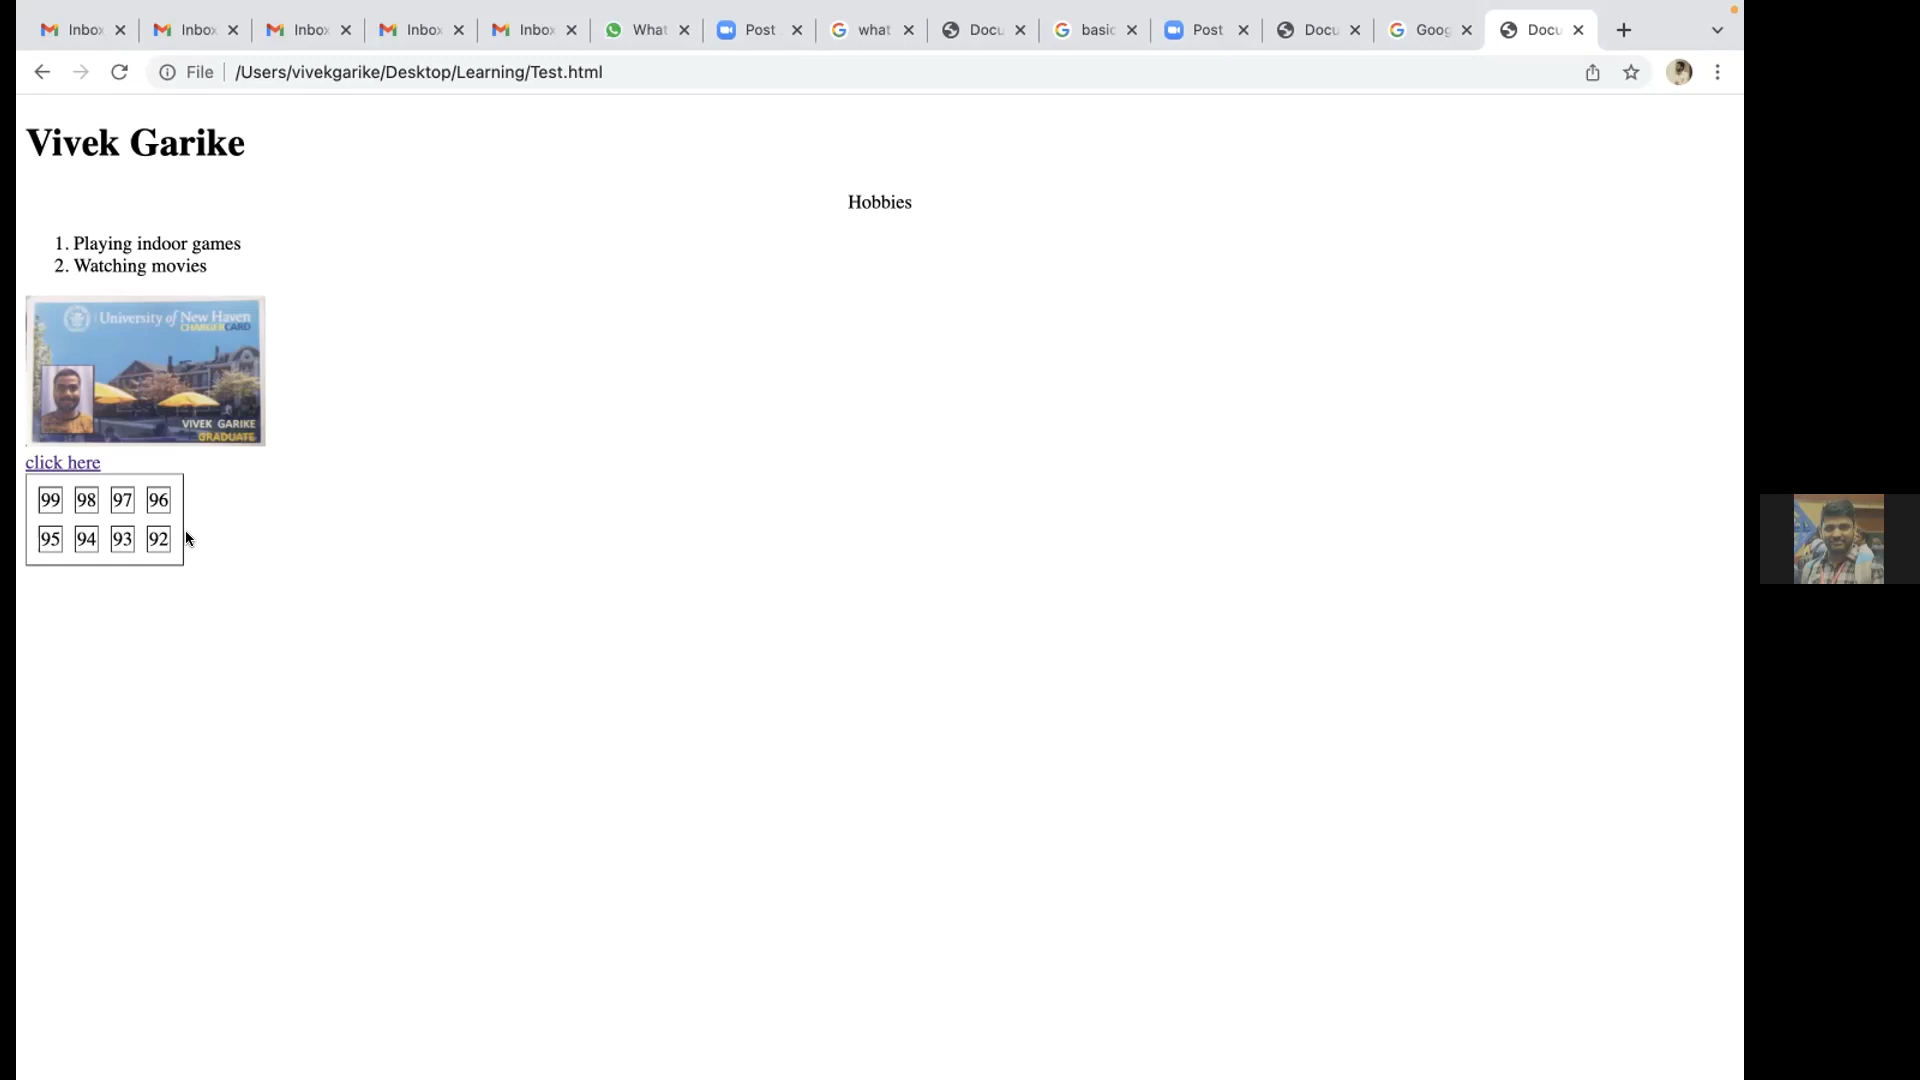 Inbox Inbox Inbox Inbox Inbox What Post what Docu basic Post Docu Goog Docu
File /Users/vivekgarike/Desktop/Learning/Test.html
Vivek Garike
Hobbies
1. Playing indoor games
2. Watching movies
University of New Haven
CHARGER CARD
VIVEK GARIKE
GRADUATE
click here
99 98 97 96
95 94 93 92